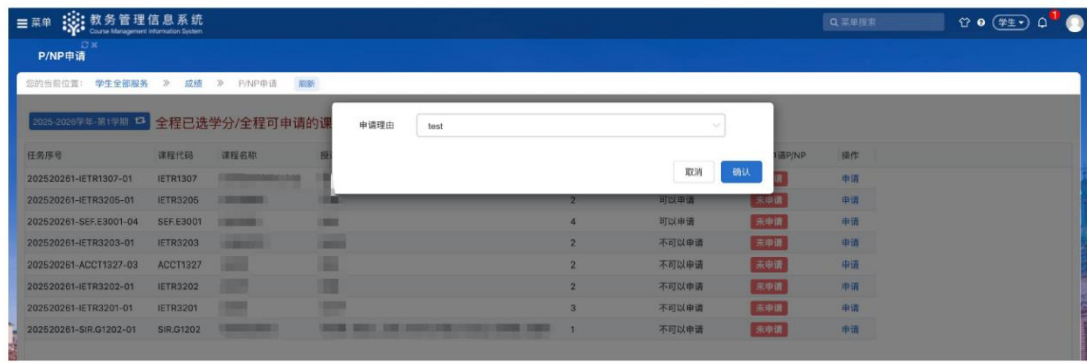 菜单 教务管理信息系统 菜单搜索 学生 1
Course Management Information System
P/NP申请
您的当前位置： 学生全部服务 » 成绩 » P/NP申请 刷新
2025-2026学年-第1学期 全程已选学分/全程可申请的课
申请理由 test
取消 确认
任务序号 课程代码 课程名称 请P/NP 操作
202520261-IETR1307-01 IETR1307 申请
202520261-IETR3205-01 IETR3205 2 可以申请 未申请 申请
202520261-SEF.E3001-04 SEF.E3001 4 可以申请 未申请 申请
202520261-IETR3203-01 IETR3203 2 不可以申请 未申请 申请
202520261-ACCT1327-03 ACCT1327 2 不可以申请 未申请 申请
202520261-IETR3202-01 IETR3202 2 不可以申请 未申请 申请
202520261-IETR3201-01 IETR3201 3 不可以申请 未申请 申请
202520261-SIR.G1202-01 SIR.G1202 1 不可以申请 未申请 申请